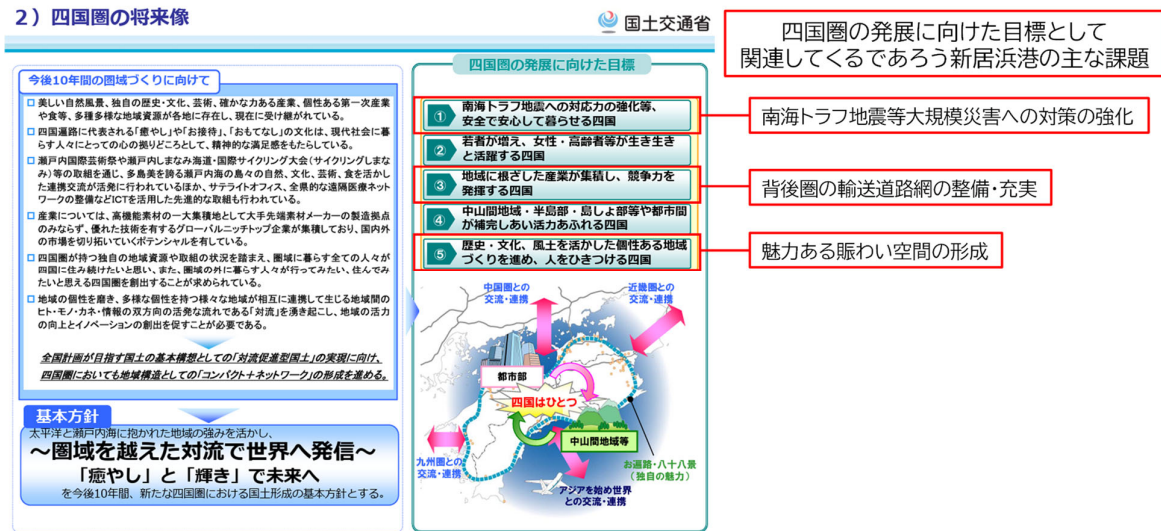 2）四国圏の将来像
国土交通省
今後10年間の圏域づくりに向けて
□ 美しい自然風景、独自の歴史・文化、芸術、確かな力ある産業、個性ある第一次産業
や食等、多種多様な地域資源が各地に存在し、現在に受け継がれている。
□ 四国遍路に代表される「癒やし」や「お接待」、「おもてなし」の文化は、現代社会に暮
らす人々にとっての心の拠りどころとして、精神的な満足感をもたらしている。
□ 瀬戸内国際芸術祭や瀬戸内しまなみ海道・国際サイクリング大会（サイクリングしまな
み）等の取組を通じ、多島美を誇る瀬戸内海の島々の自然、文化、芸術、食を活かし
た連携交流が活発に行われているほか、サテライトオフィス、全県的な遠隔医療ネット
ワークの整備などICTを活用した先進的な取組も行われている。
□ 産業については、高機能素材の一大集積地として大手先端素材メーカーの製造拠点
のみならず、優れた技術を有するグローバルニッチトップ企業が集積しており、国内外
の市場を切り拓いていくポテンシャルを有している。
□ 四国圏が持つ独自の地域資源や取組の状況を踏まえ、圏域に暮らす全ての人々が
四国に住み続けたいと思い、また、圏域の外に暮らす人々が行ってみたい、住んでみ
たいと思える四国圏を創出することが求められている。
□ 地域の個性を磨き、多様な個性を持つ様々な地域が相互に連携して生じる地域間の
ヒト・モノ・カネ・情報の双方向の活発な流れである「対流」を湧き起こし、地域の活力
の向上とイノベーションの創出を促すことが必要である。
全国計画が目指す国土の基本構想としての「対流促進型国土」の実現に向け、
四国圏においても地域構造としての「コンパクト＋ネットワーク」の形成を進める。
基本方針
太平洋と瀬戸内海に抱かれた地域の強みを活かし、
～圏域を越えた対流で世界へ発信～
「癒やし」と「輝き」で未来へ
を今後10年間、新たな四国圏における国土形成の基本方針とする。
四国圏の発展に向けた目標
① 南海トラフ地震への対応力の強化等、
安全で安心して暮らせる四国
② 若者が増え、女性・高齢者等が生き生き
と活躍する四国
③ 地域に根ざした産業が集積し、競争力を
発揮する四国
④ 中山間地域・半島部・島しょ部等や都市間
が補完しあい活力あふれる四国
⑤ 歴史・文化、風土を活かした個性ある地域
づくりを進め、人をひきつける四国
中国圏との
交流・連携
近畿圏との
交流・連携
都市部
四国はひとつ
中山間地域等
九州圏との
交流・連携
お遍路・八十八景
（独自の魅力）
アジアを始め世界
との交流・連携
四国圏の発展に向けた目標として
関連してくるであろう新居浜港の主な課題
南海トラフ地震等大規模災害への対策の強化
背後圏の輸送道路網の整備・充実
魅力ある賑わい空間の形成